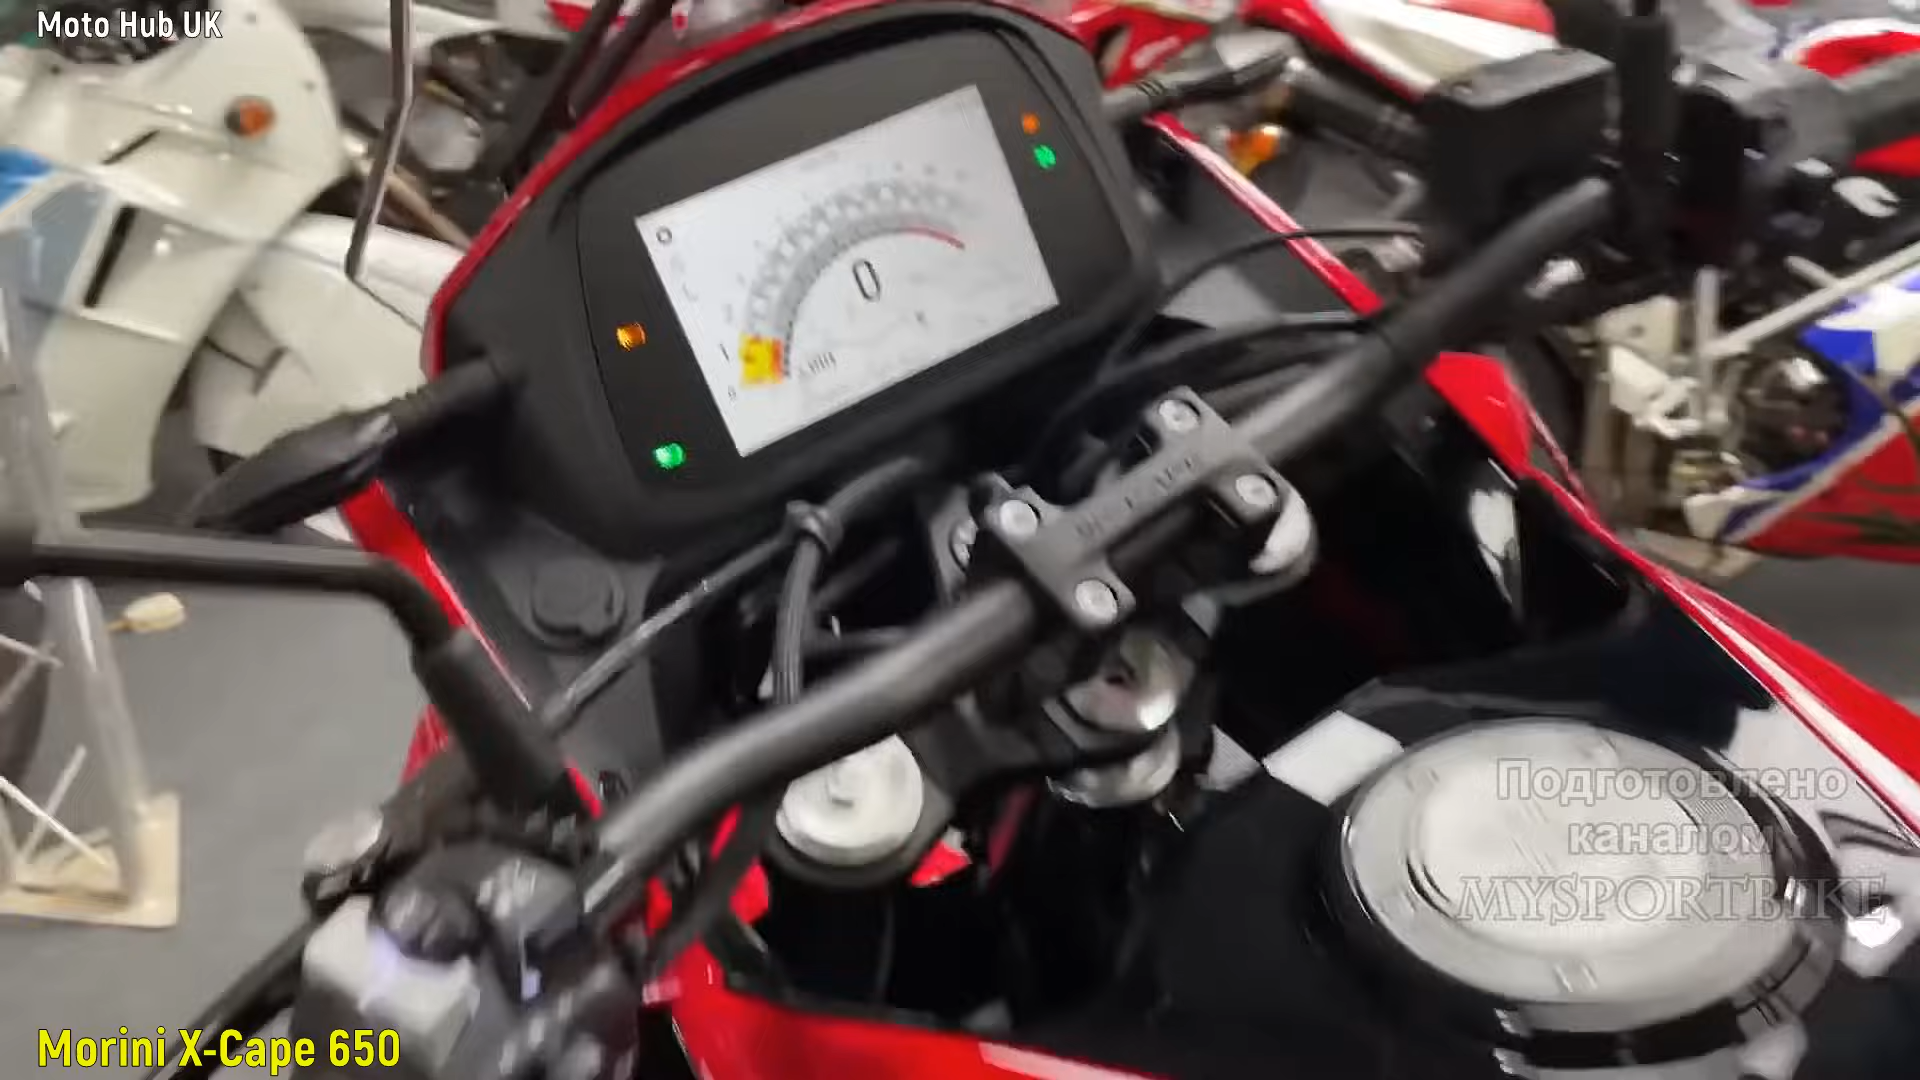 Moto Hub UK
0
Подготовлено
каналом
MYSPORTBIKE
Morini X-Cape 650